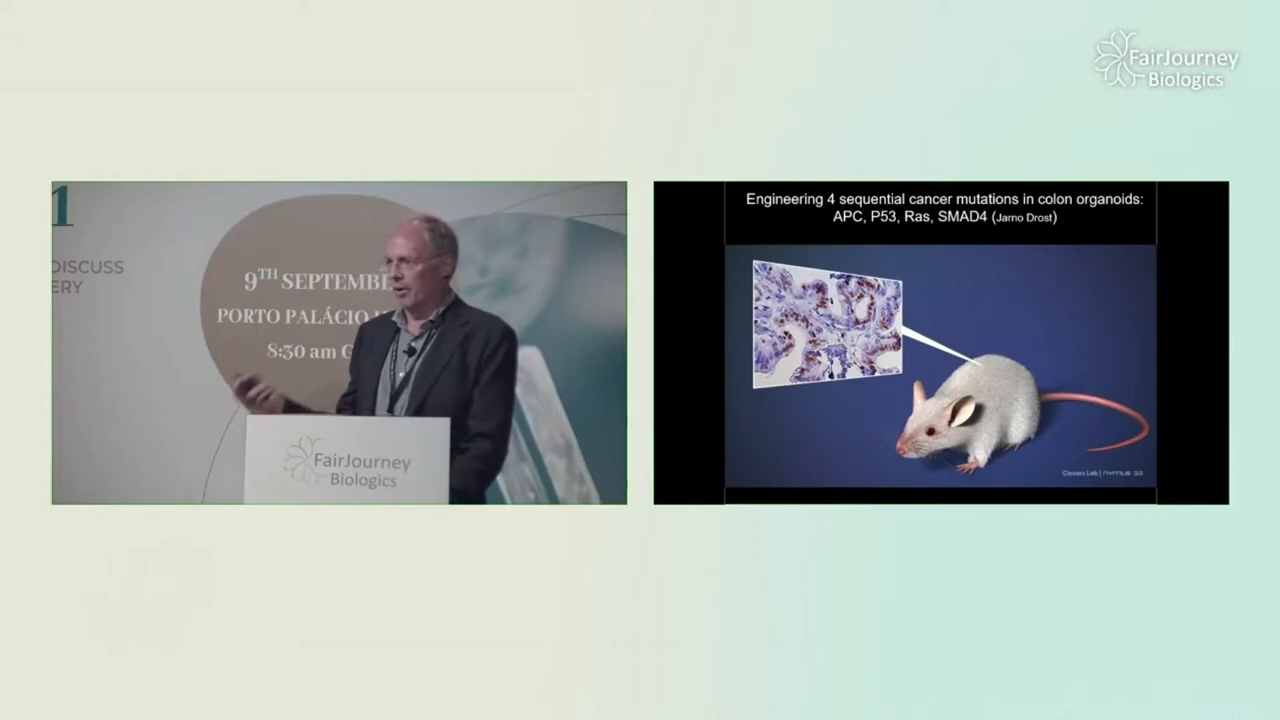 FairJourney
Biologics
1
DISCUSS
ERY
9TH SEPTEMBE
PORTO PALÁCIO
8:30 am G
FairJourney
Biologics
Engineering 4 sequential cancer mutations in colon organoids:
APC, P53, Ras, SMAD4 (Jarno Drost)
Clevers Lab |